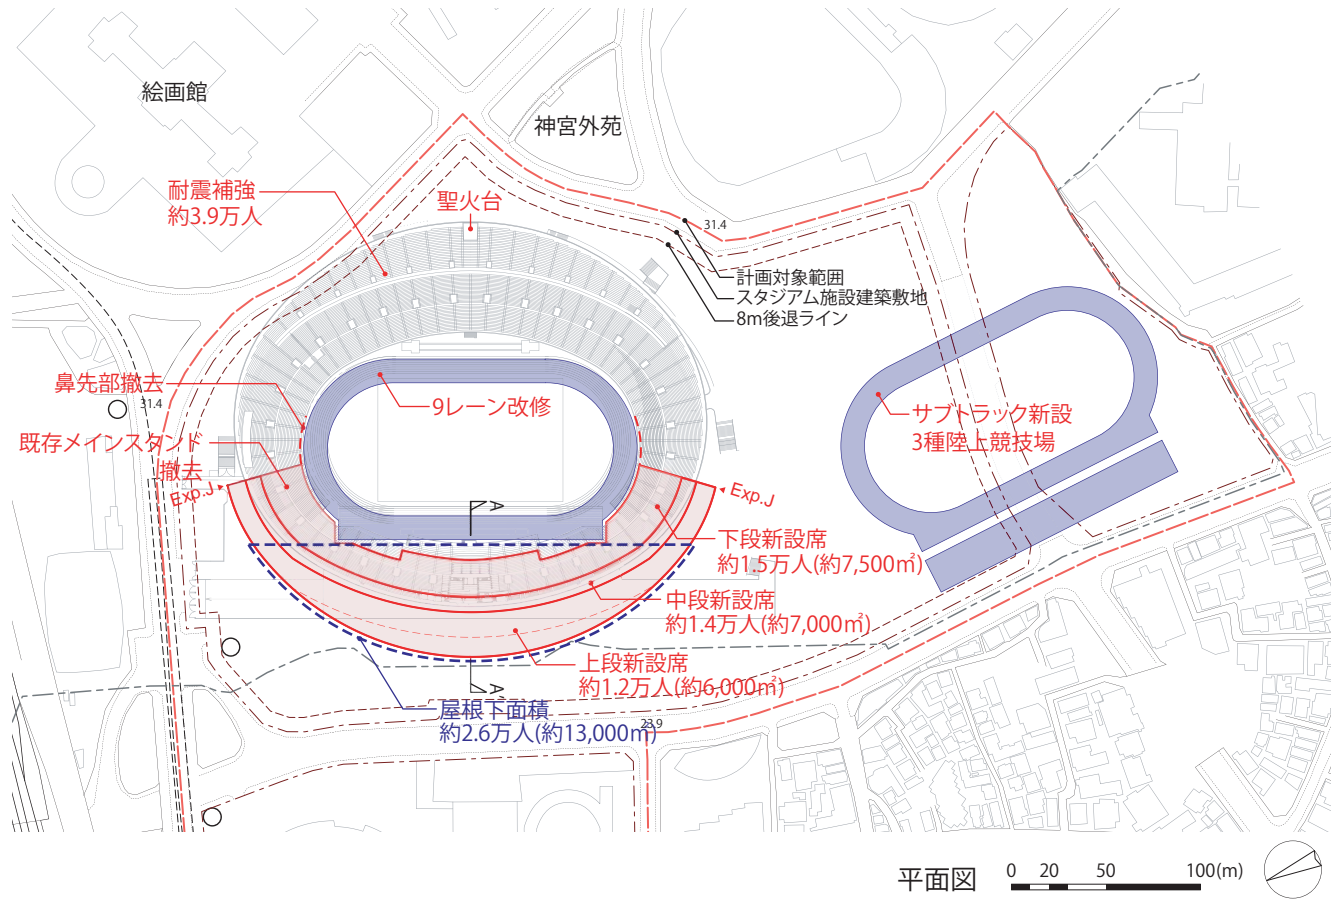 絵画館
神宮外苑
耐震補強
約3.9万人
聖火台
31.4
計画対象範囲
スタジアム施設建築敷地
8m後退ライン
鼻先部撤去
31.4
9レーン改修
サブトラック新設
3種陸上競技場
既存メインスタンド
撤去
Exp.J
Exp.J
A
下段新設席
約1.5万人(約7,500㎡)
中段新設席
約1.4万人(約7,000㎡)
上段新設席
約1.2万人(約6,000㎡)
A'
屋根下面積
約2.6万人(約13,000㎡)
23.9
平面図
0 20 50 100(m)